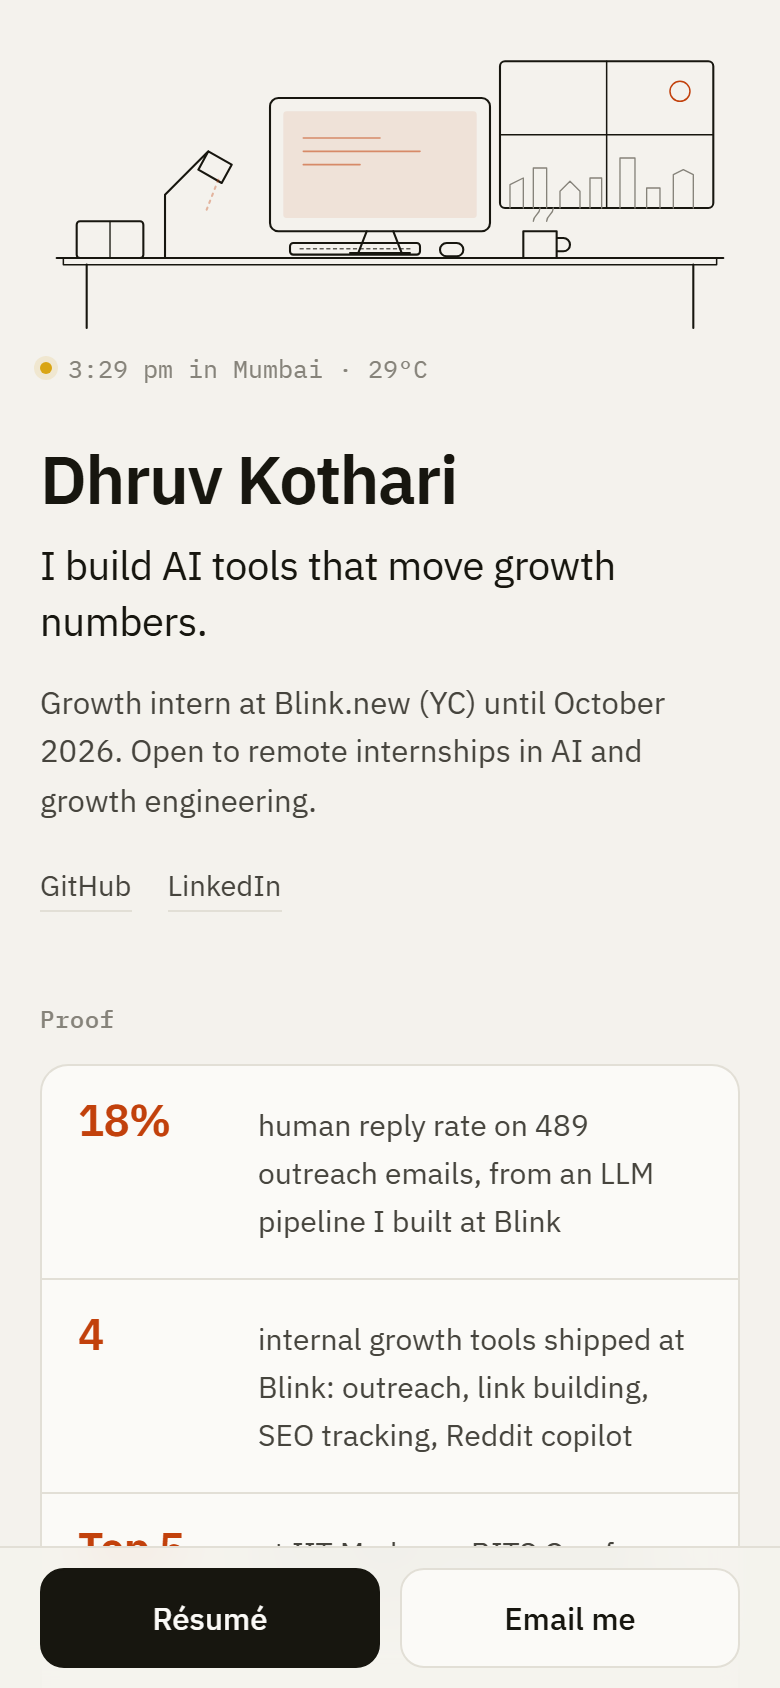 3:29 pm in Mumbai · 29°C
Dhruv Kothari
I build AI tools that move growth
numbers.
Growth intern at Blink.new (YC) until October
2026. Open to remote internships in AI and
growth engineering.
GitHub LinkedIn
Proof
18%
human reply rate on 489
outreach emails, from an LLM
pipeline I built at Blink
4
internal growth tools shipped at
Blink: outreach, link building,
SEO tracking, Reddit copilot
Top 5
Résumé
Email me